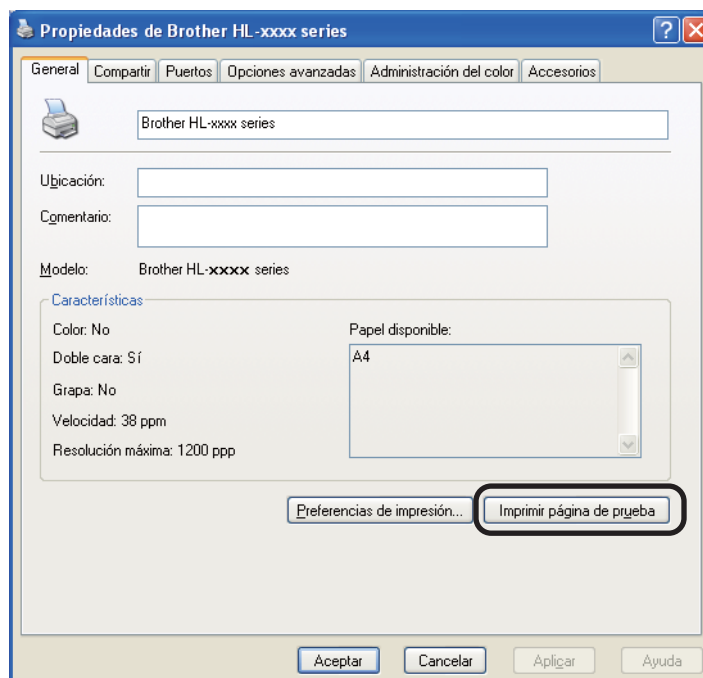 Propiedades de Brother HL-xxxx series
General Compartir Puertos Opciones avanzadas Administración del color Accesorios
Brother HL-xxxx series
Ubicación:
Comentario:
Modelo: Brother HL-xxxx series
Características
Color: No Papel disponible:
Doble cara: Sí A4
Grapa: No
Velocidad: 38 ppm
Resolución máxima: 1200 ppp
Preferencias de impresión... Imprimir página de prueba
Aceptar Cancelar Aplicar Ayuda